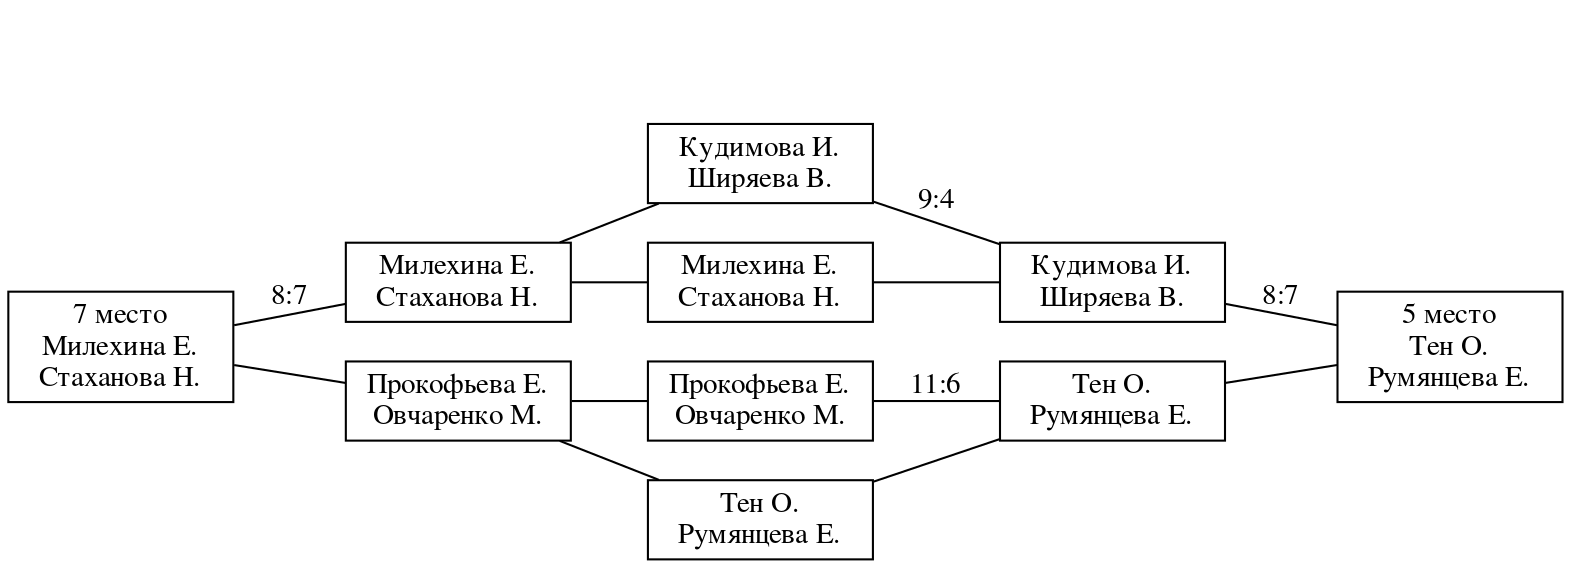 Кудимова И.
Ширяева В.
9:4
Милехина Е.
Стаханова Н.
Милехина Е.
Стаханова Н.
Кудимова И.
Ширяева В.
8:7
8:7
7 место
Милехина Е.
Стаханова Н.
5 место
Тен О.
Румянцева Е.
Прокофьева Е.
Овчаренко М.
Прокофьева Е.
Овчаренко М.
11:6
Тен О.
Румянцева Е.
Тен О.
Румянцева Е.